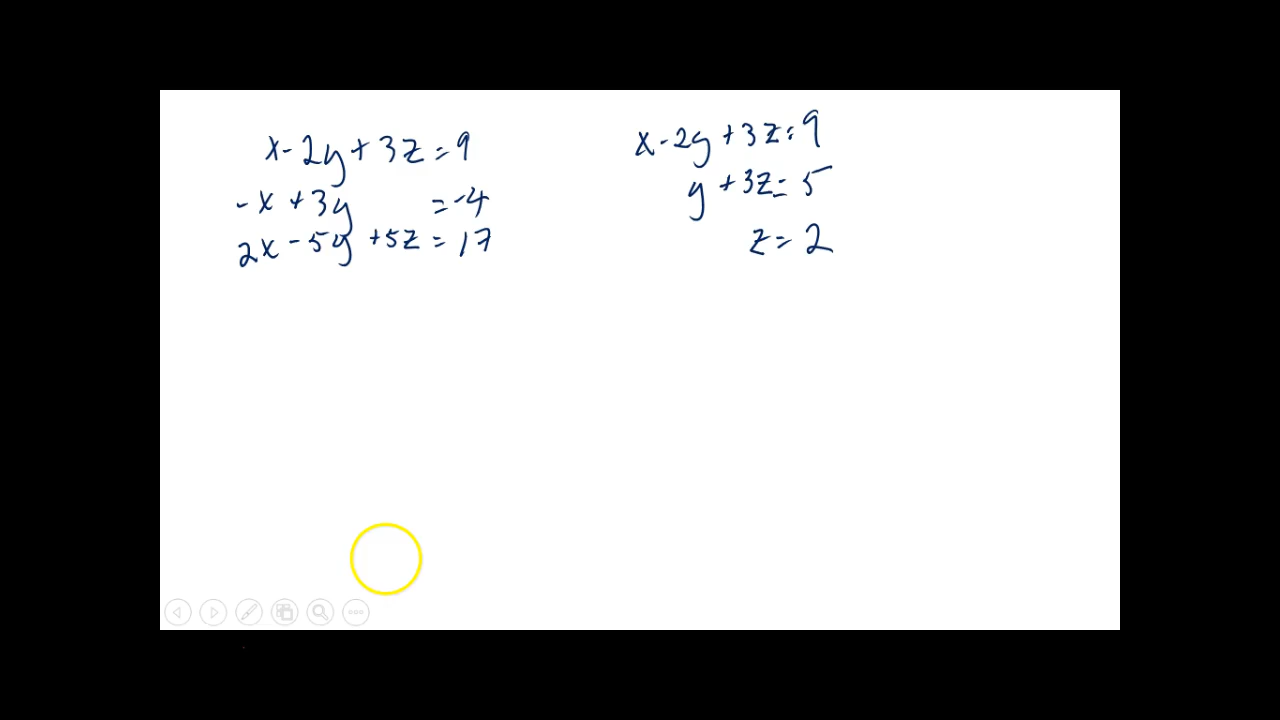 x - 2y + 3z = 9
-x + 3y = -4
2x - 5y + 5z = 17
x - 2y + 3z = 9
y + 3z = 5
z = 2